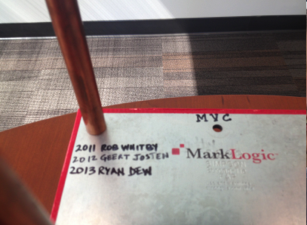 MVC
2011 ROB WHITBY
2012 GEERT JOSTEN
2013 RYAN DEW
MarkLogic